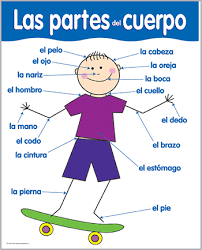 Las partes del cuerpo
el pelo
la cabeza
el ojo
la oreja
la nariz
la boca
el hombro
el cuello
el dedo
la mano
el codo
el brazo
la cintura
el estómago
la pierna
el pie